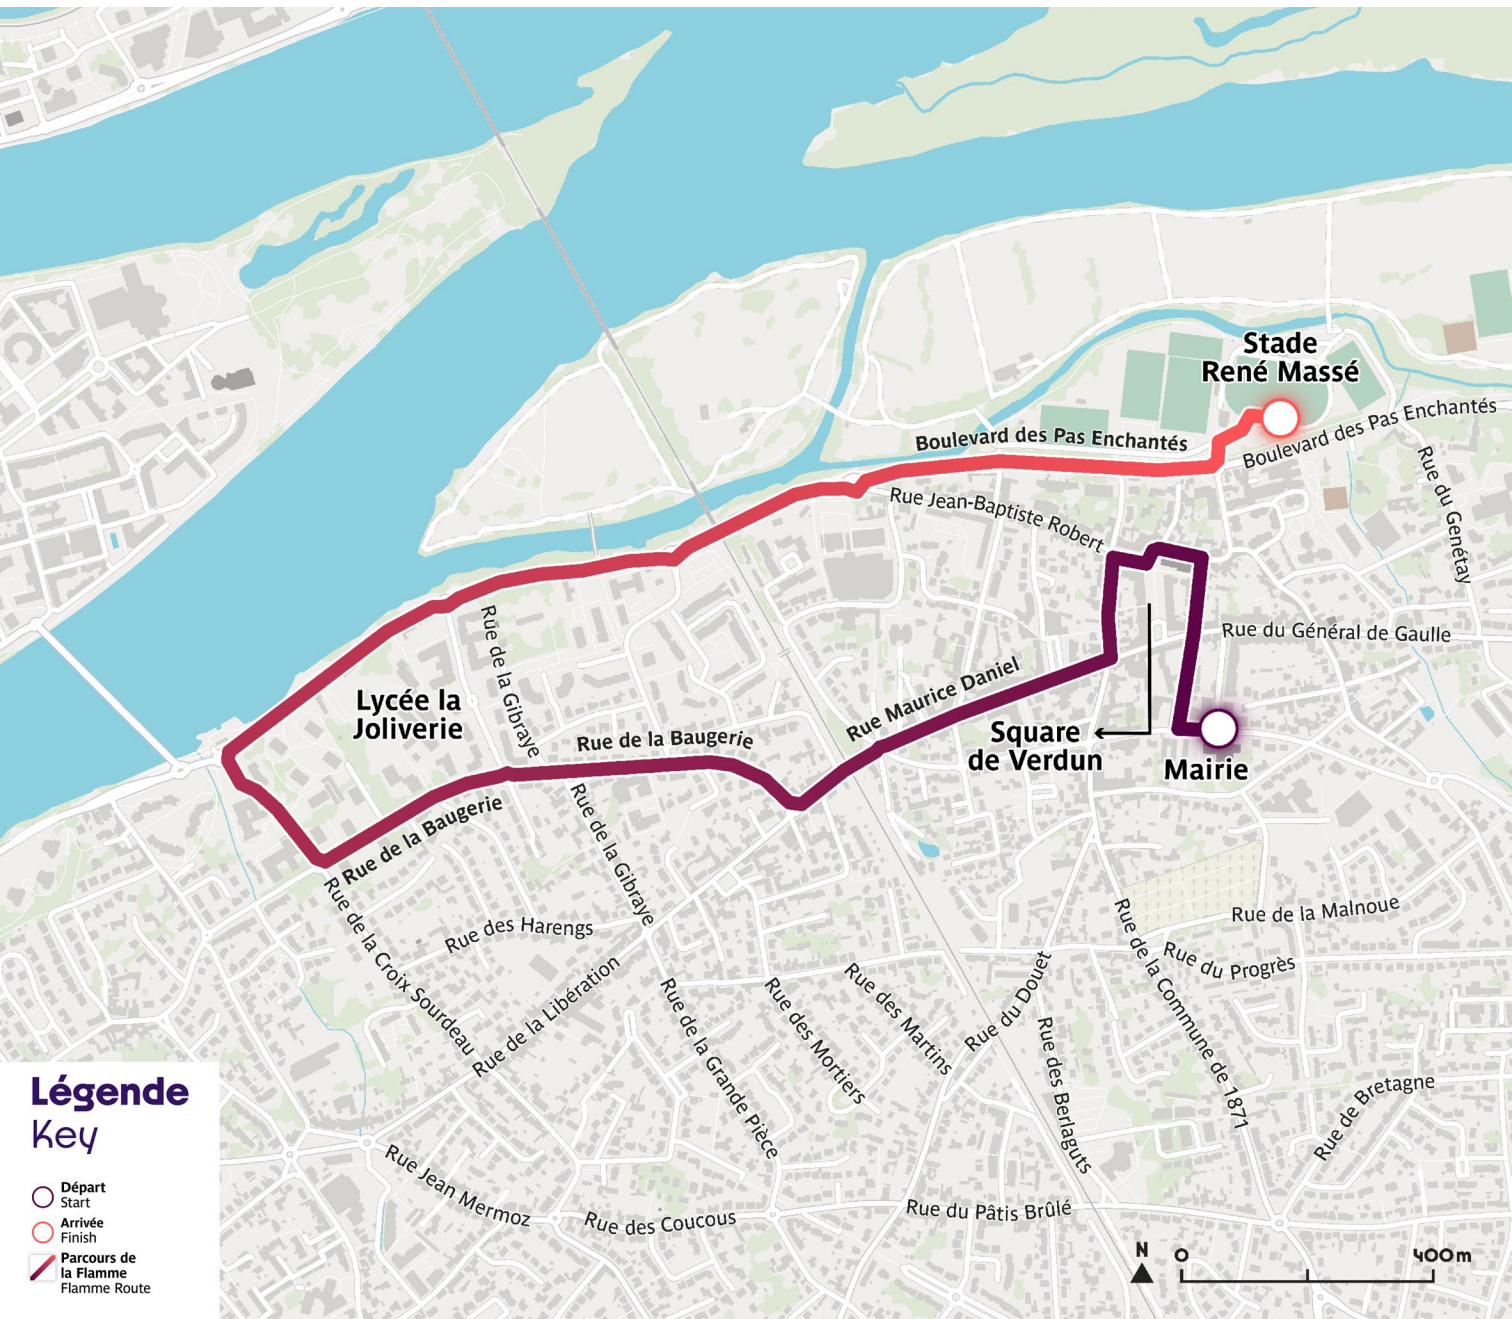 Stade
René Massé
Boulevard des Pas Enchantés
Boulevard des Pas Enchantés
Rue du Genétay
Rue Jean-Baptiste Robert
Rue de la Gibraye
Rue du Général de Gaulle
Lycée la
Joliverie
Rue Maurice Daniel
Rue de la Baugerie
Square
de Verdun
Mairie
Rue de la Baugerie
Rue de la Gibraye
Rue de la Croix Sourdeau
Rue des Harengs
Rue de la Libération
Rue de la Malnoue
Rue du Progrès
Rue de la Commune de 1871
Rue du Douet
Rue des Martins
Rue des Mortiers
Rue de la Grande Pièce
Rue des Berlaguts
Rue de Bretagne
Rue Jean Mermoz
Rue des Coucous
Rue du Pâtis Brûlé
Légende
Key
Départ
Start
Arrivée
Finish
Parcours de
la Flamme
Flamme Route
N
0
400m